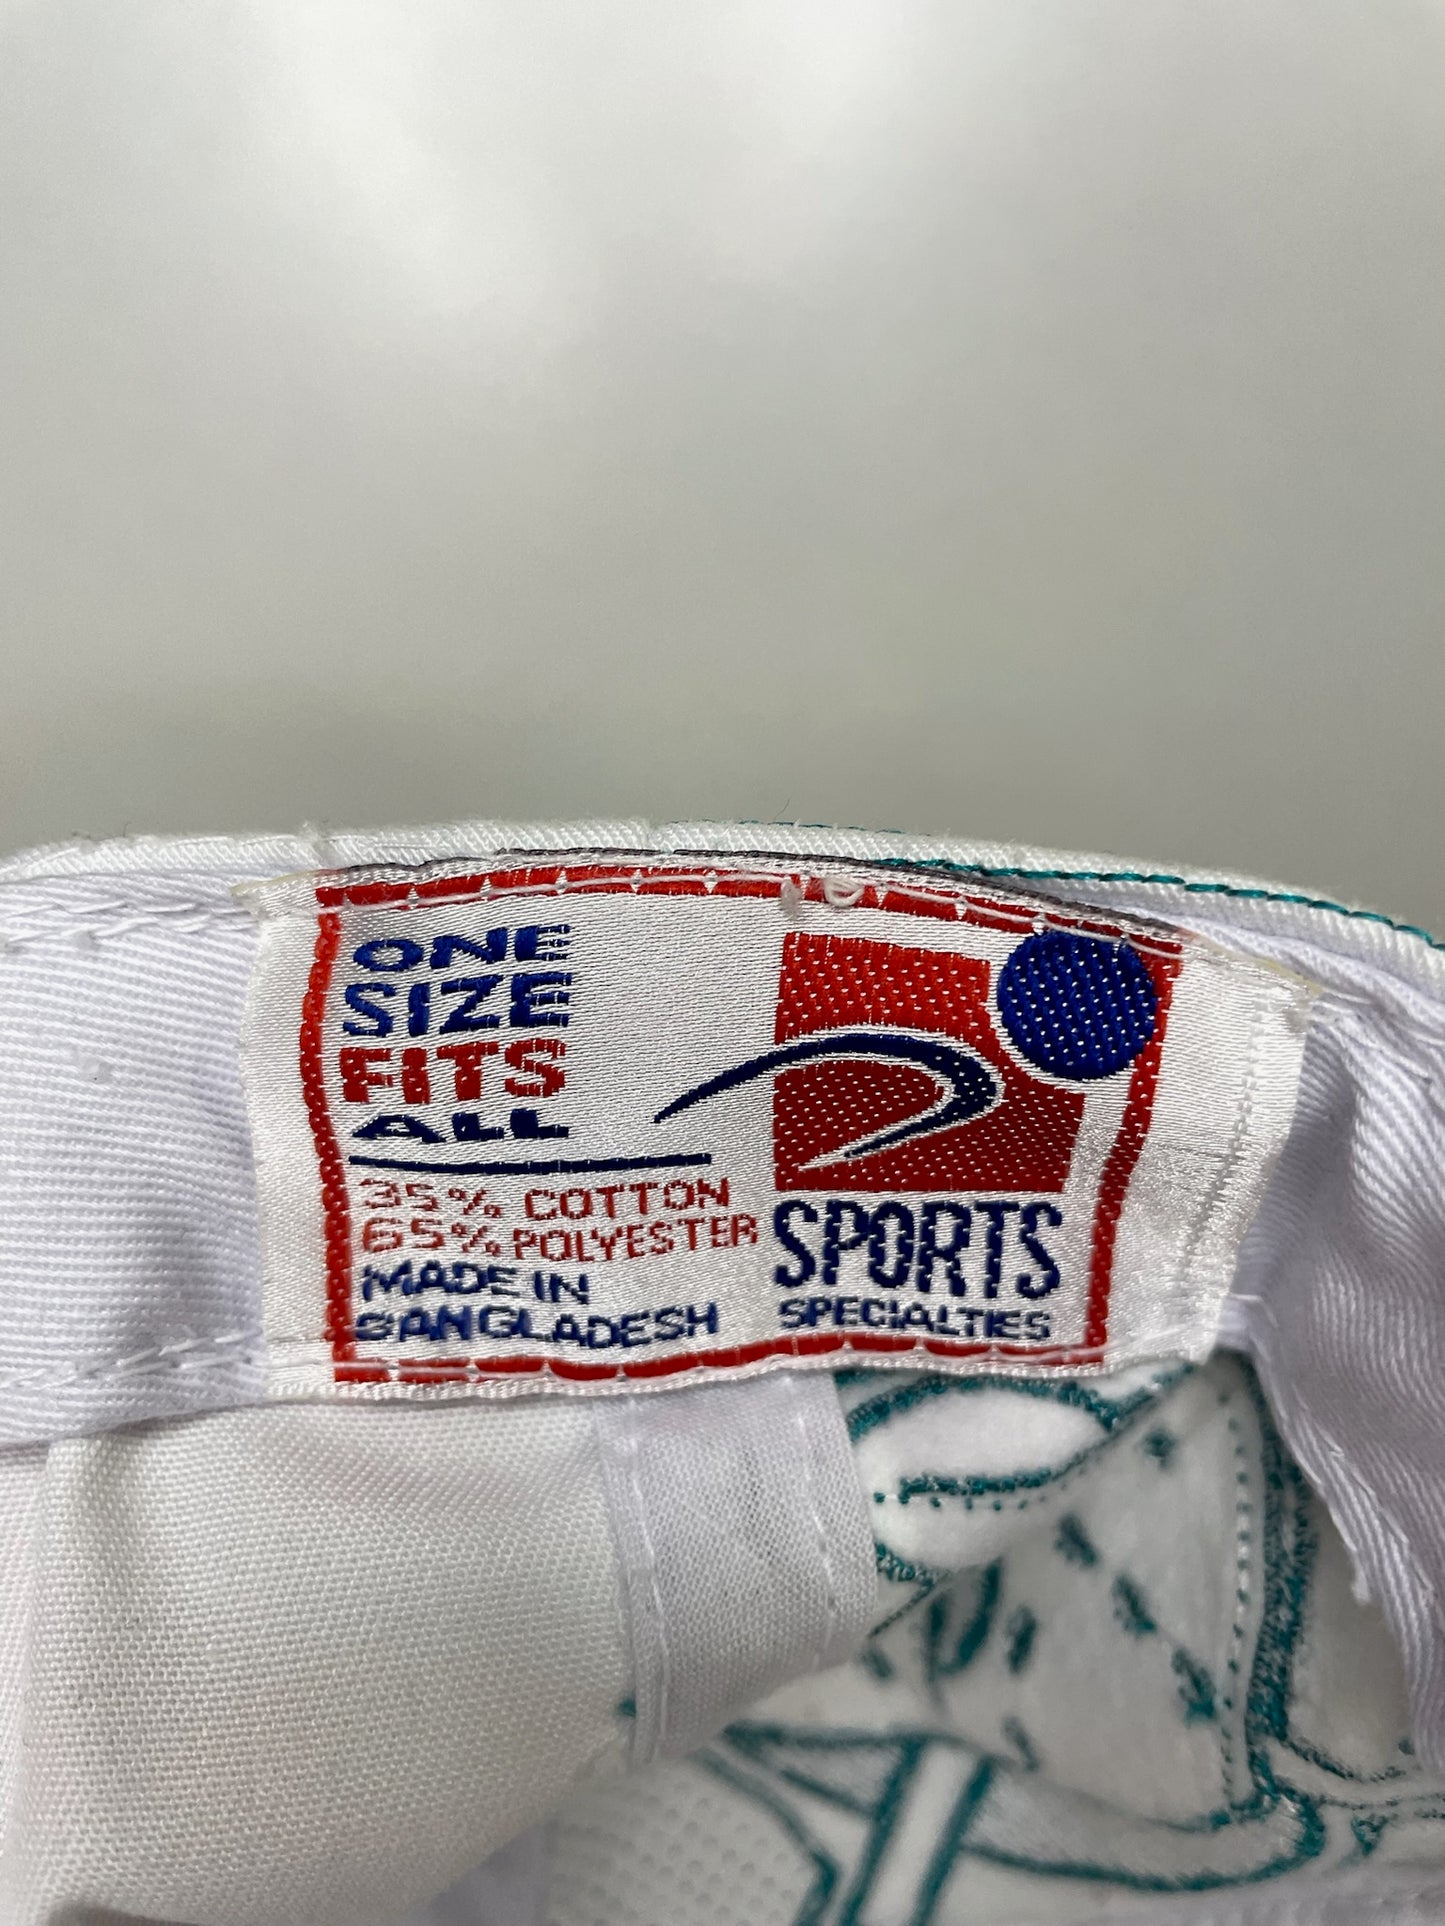 ONE
SIZE
FITS
ALL
35% COTTON
65% POLYESTER
MADE IN
BANGLADESH
SPORTS
SPECIALTIES